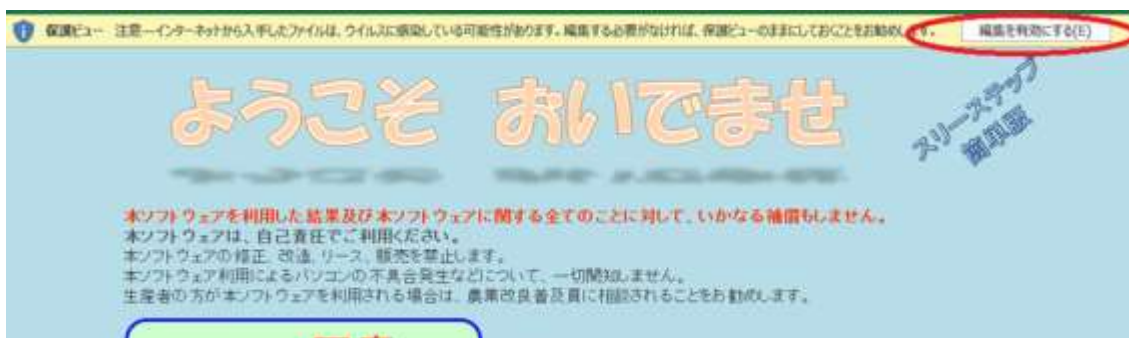 保護ビュー 注意―インターネットから入手したファイルは、ウイルスに感染している可能性があります。編集する必要がなければ、保護ビューのままにしておくことをお勧めします。 編集を有効にする(E)
ようこそ おいでませ
スリーステップ
簡単版
本ソフトウェアを利用した結果及び本ソフトウェアに関する全てのことに対して、いかなる補償もしません。
本ソフトウェアは、自己責任でご利用ください。
本ソフトウェアの修正、改造、リース、販売を禁止します。
本ソフトウェア利用によるパソコンの不具合発生などについて、一切関知しません。
生産者の方が本ソフトウェアを利用される場合は、農業改良普及員に相談されることをお勧めします。